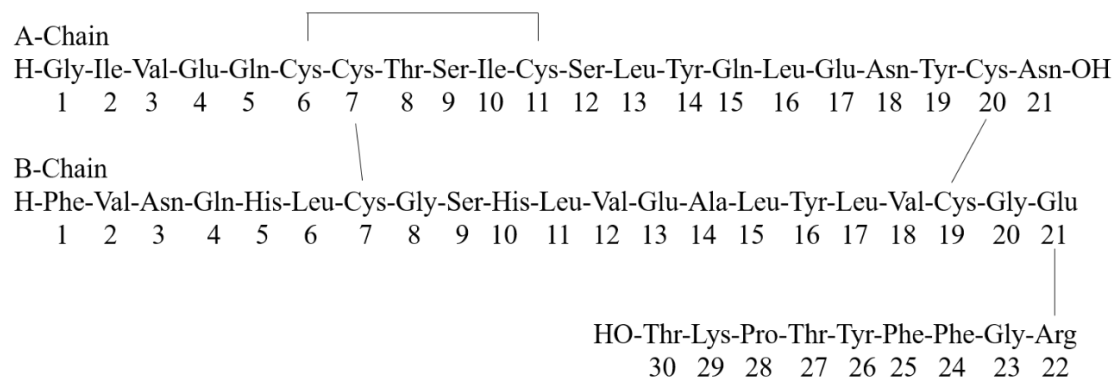 A-Chain
H-Gly-Ile-Val-Glu-Gln-Cys-Cys-Thr-Ser-Ile-Cys-Ser-Leu-Tyr-Gln-Leu-Glu-Asn-Tyr-Cys-Asn-OH
1 2 3 4 5 6 7 8 9 10 11 12 13 14 15 16 17 18 19 20 21
B-Chain
H-Phe-Val-Asn-Gln-His-Leu-Cys-Gly-Ser-His-Leu-Val-Glu-Ala-Leu-Tyr-Leu-Val-Cys-Gly-Glu
1 2 3 4 5 6 7 8 9 10 11 12 13 14 15 16 17 18 19 20 21
HO-Thr-Lys-Pro-Thr-Tyr-Phe-Phe-Gly-Arg
30 29 28 27 26 25 24 23 22